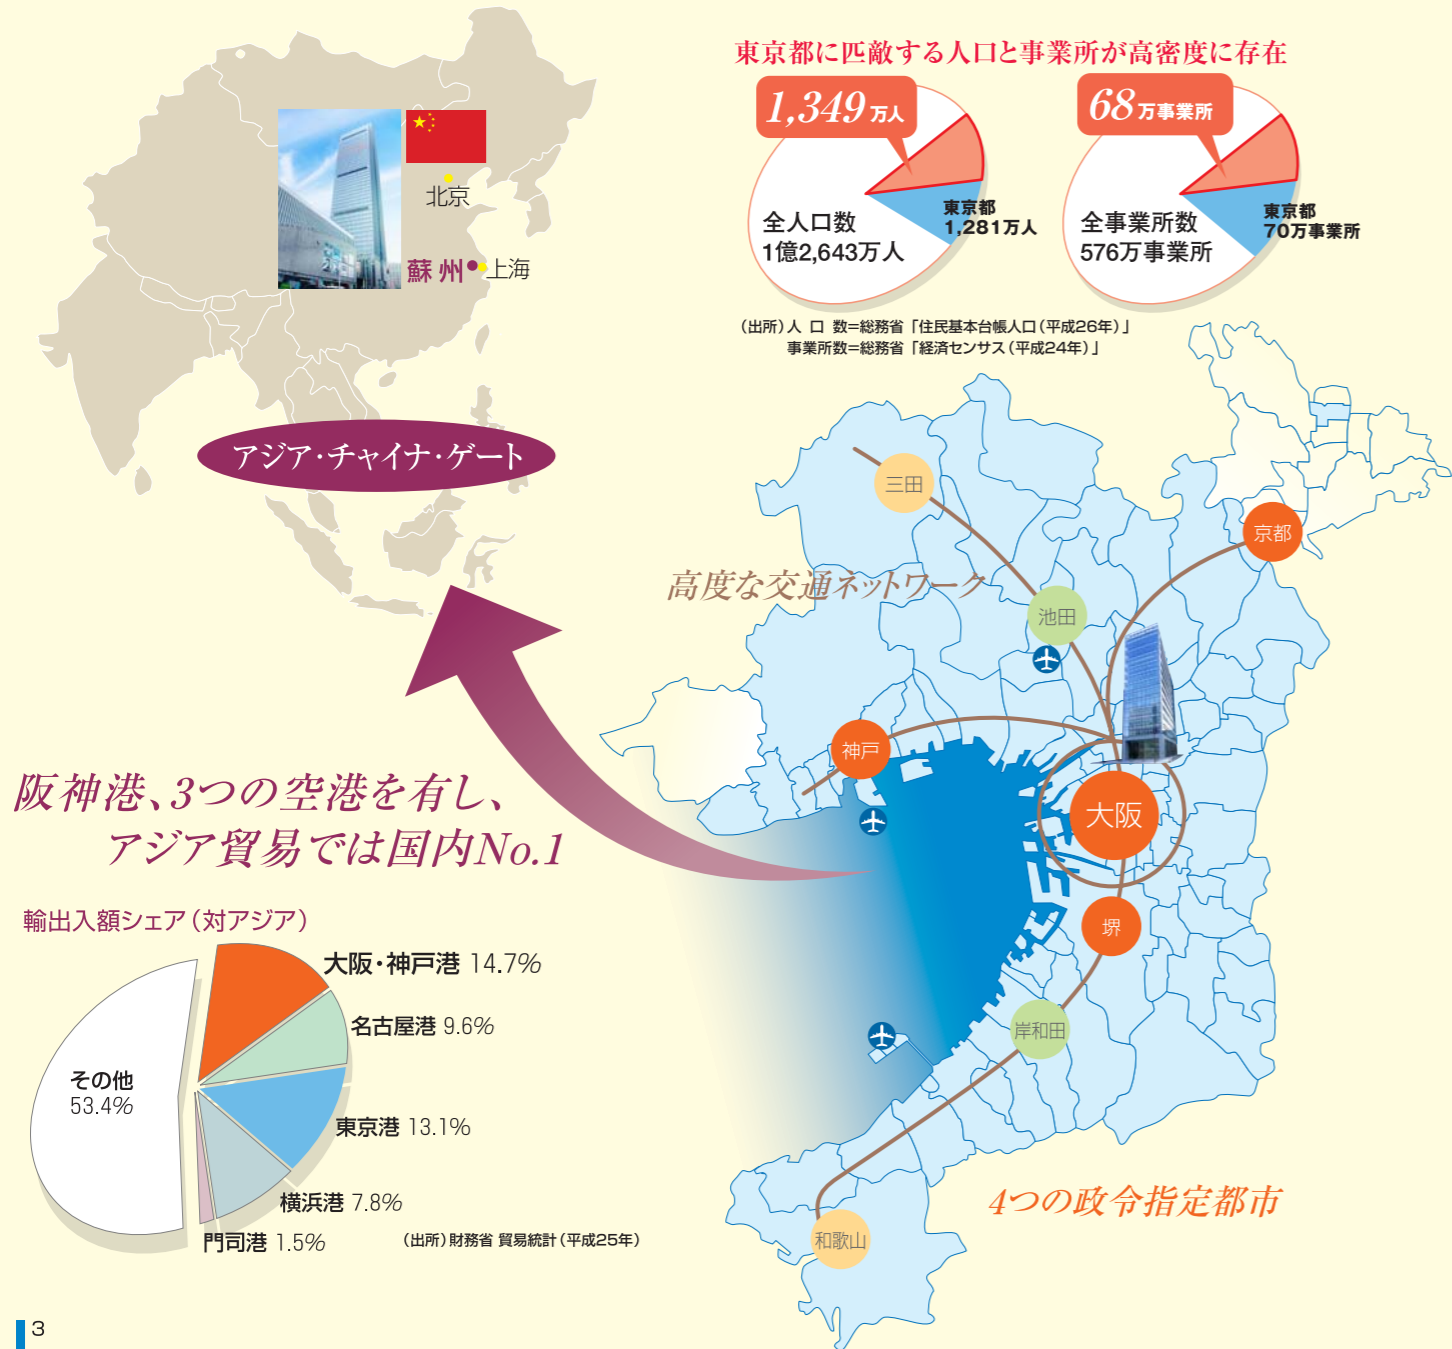 東京都に匹敵する人口と事業所が高密度に存在
1,349万人
全人口数
1億2,643万人
東京都
1,281万人
68万事業所
全事業所数
576万事業所
東京都
70万事業所
(出所)人口数=総務省「住民基本台帳人口(平成26年)」
事業所数=総務省「経済センサス(平成24年)」
北京
蘇州
上海
アジア・チャイナ・ゲート
三田
京都
高度な交通ネットワーク
池田
神戸
大阪
堺
岸和田
和歌山
4つの政令指定都市
阪神港、3つの空港を有し、
アジア貿易では国内No.1
輸出入額シェア(対アジア)
大阪・神戸港 14.7%
名古屋港 9.6%
東京港 13.1%
横浜港 7.8%
門司港 1.5%
その他
53.4%
(出所)財務省 貿易統計(平成25年)
3